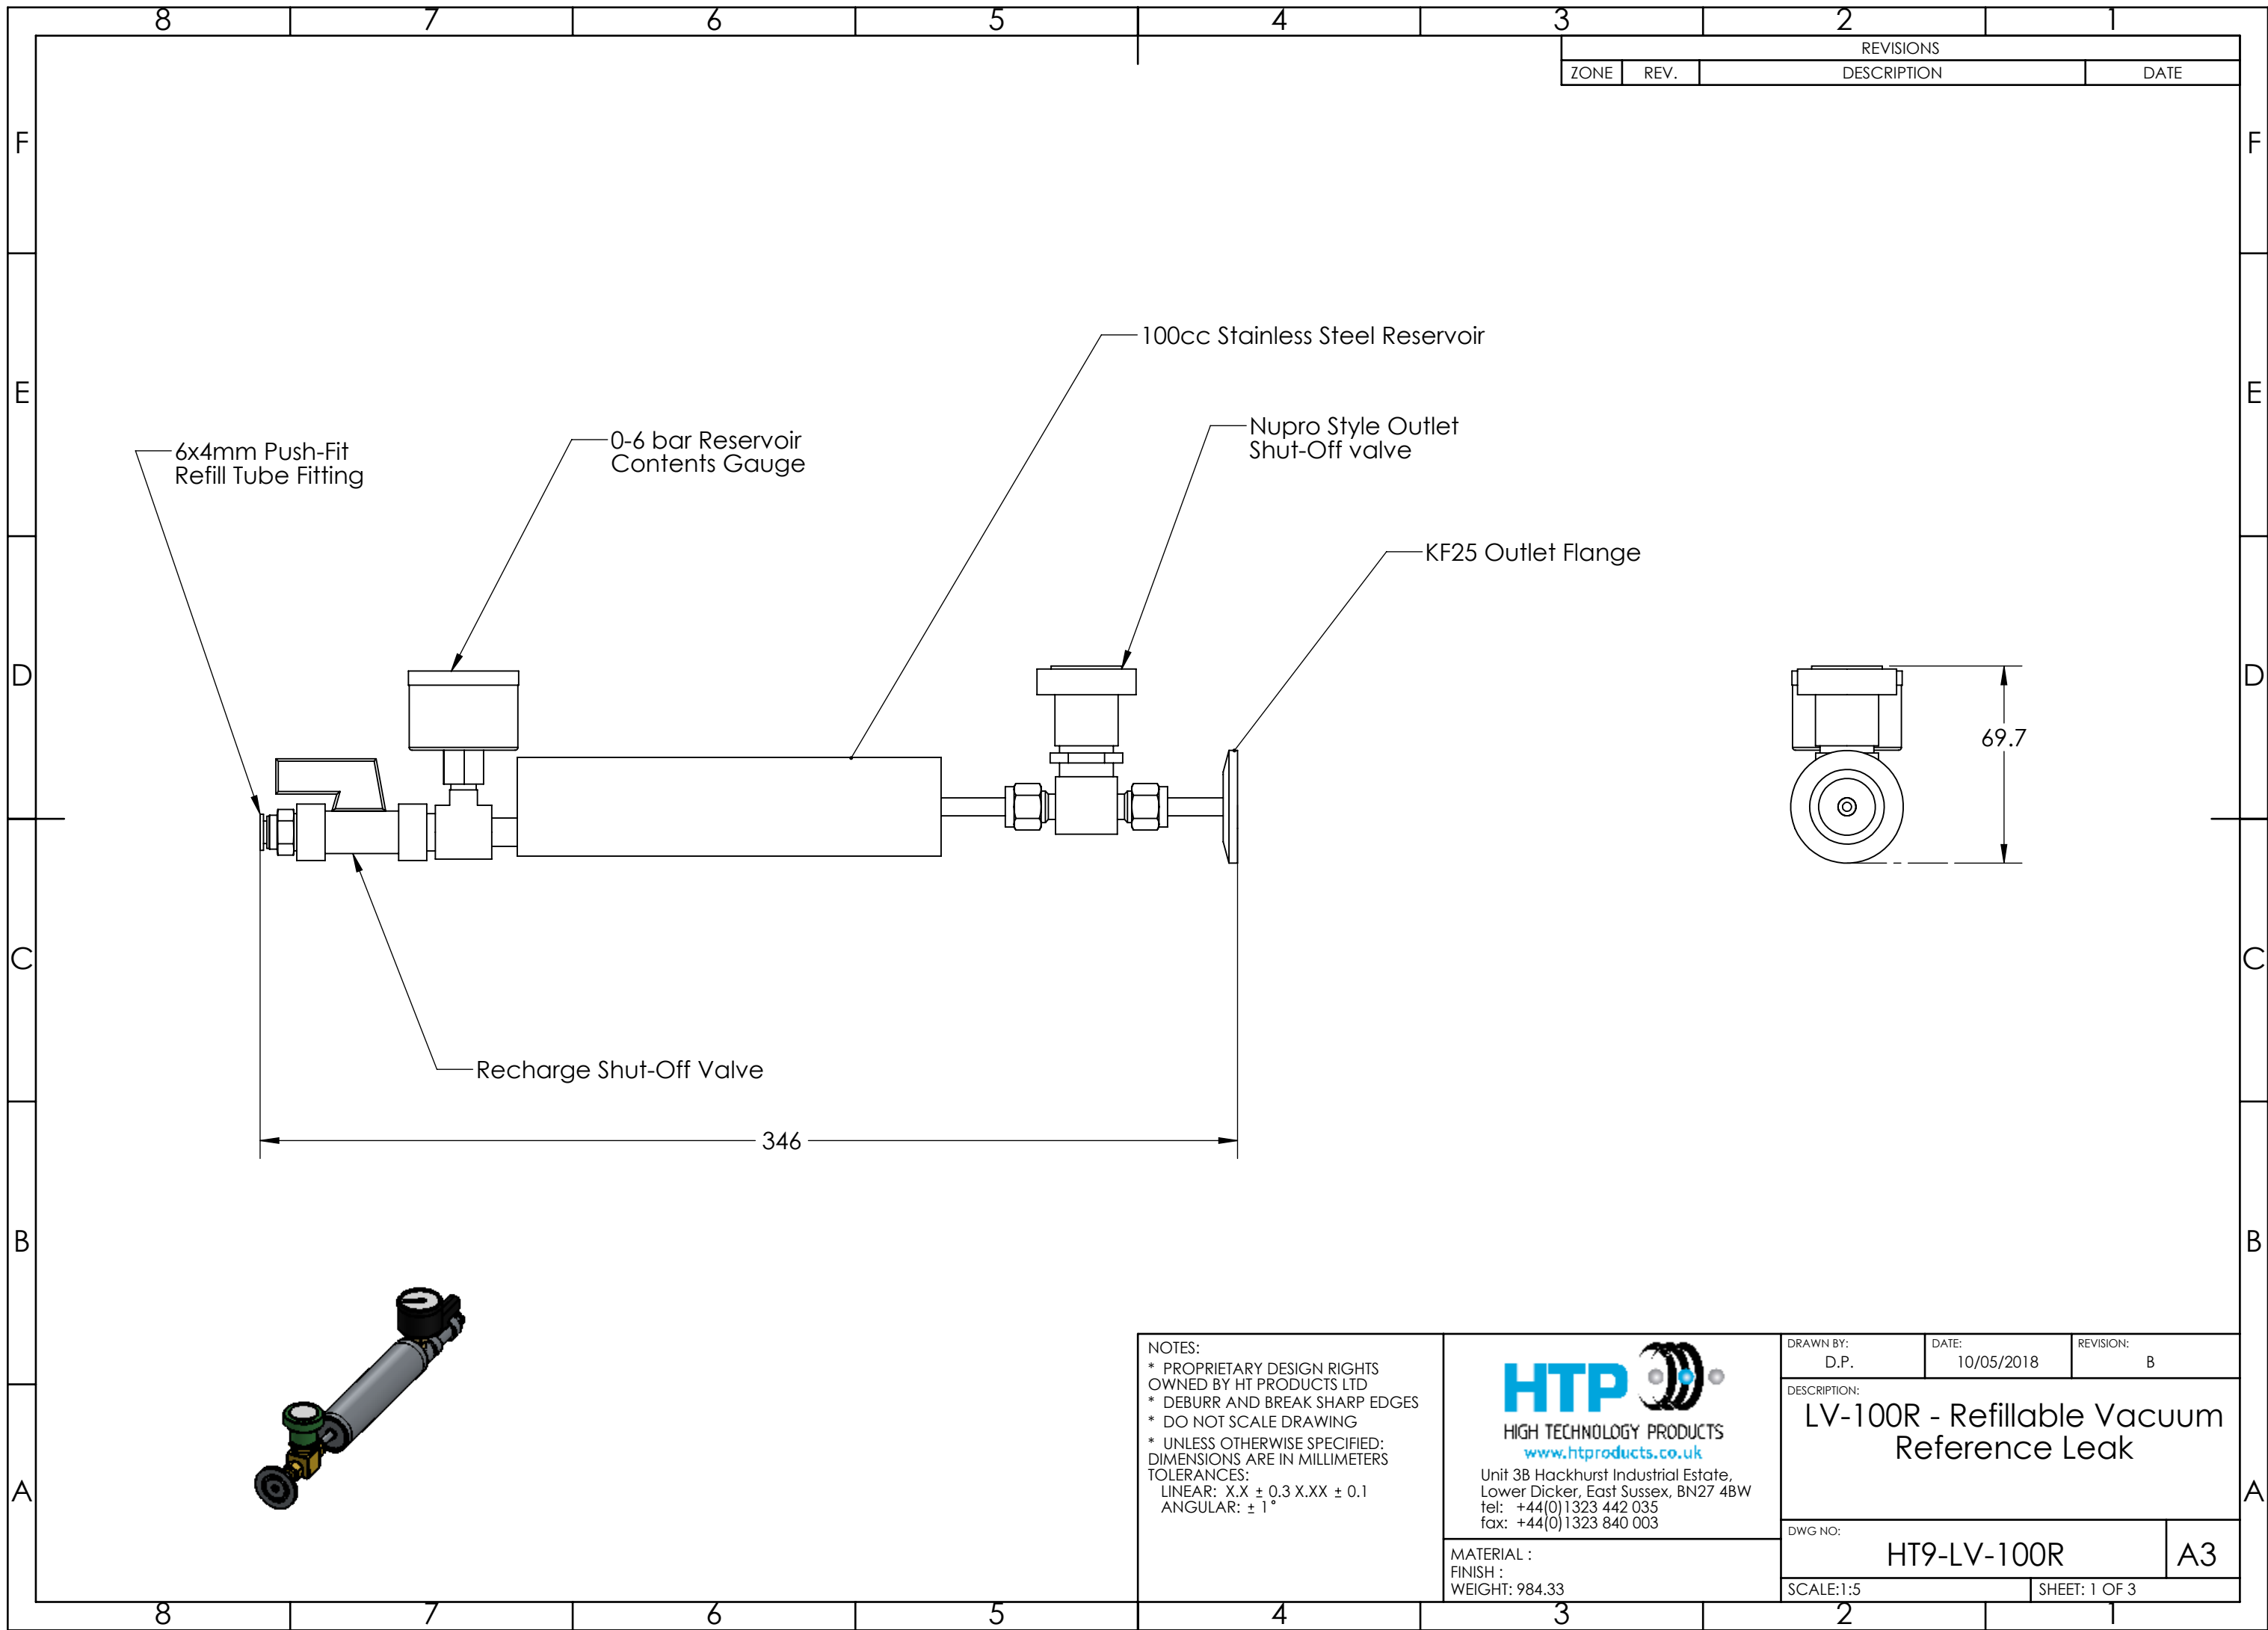 8 7 6 5 4 3 2 1
REVISIONS
ZONE REV. DESCRIPTION DATE
F F
E E
D D
C C
B B
A A
100cc Stainless Steel Reservoir
6x4mm Push-Fit
Refill Tube Fitting
0-6 bar Reservoir
Contents Gauge
Nupro Style Outlet
Shut-Off valve
KF25 Outlet Flange
69.7
Recharge Shut-Off Valve
346
NOTES:
* PROPRIETARY DESIGN RIGHTS
OWNED BY HT PRODUCTS LTD
* DEBURR AND BREAK SHARP EDGES
* DO NOT SCALE DRAWING
* UNLESS OTHERWISE SPECIFIED:
DIMENSIONS ARE IN MILLIMETERS
TOLERANCES:
LINEAR: X.X ± 0.3 X.XX ± 0.1
ANGULAR: ± 1°
HTP
HIGH TECHNOLOGY PRODUCTS
www.htproducts.co.uk
Unit 3B Hackhurst Industrial Estate,
Lower Dicker, East Sussex, BN27 4BW
tel: +44(0)1323 442 035
fax: +44(0)1323 840 003
MATERIAL :
FINISH :
WEIGHT: 984.33
DRAWN BY: DATE: REVISION:
D.P. 10/05/2018 B
DESCRIPTION:
LV-100R - Refillable Vacuum
Reference Leak
DWG NO:
HT9-LV-100R A3
SCALE:1:5 SHEET: 1 OF 3
8 7 6 5 4 3 2 1